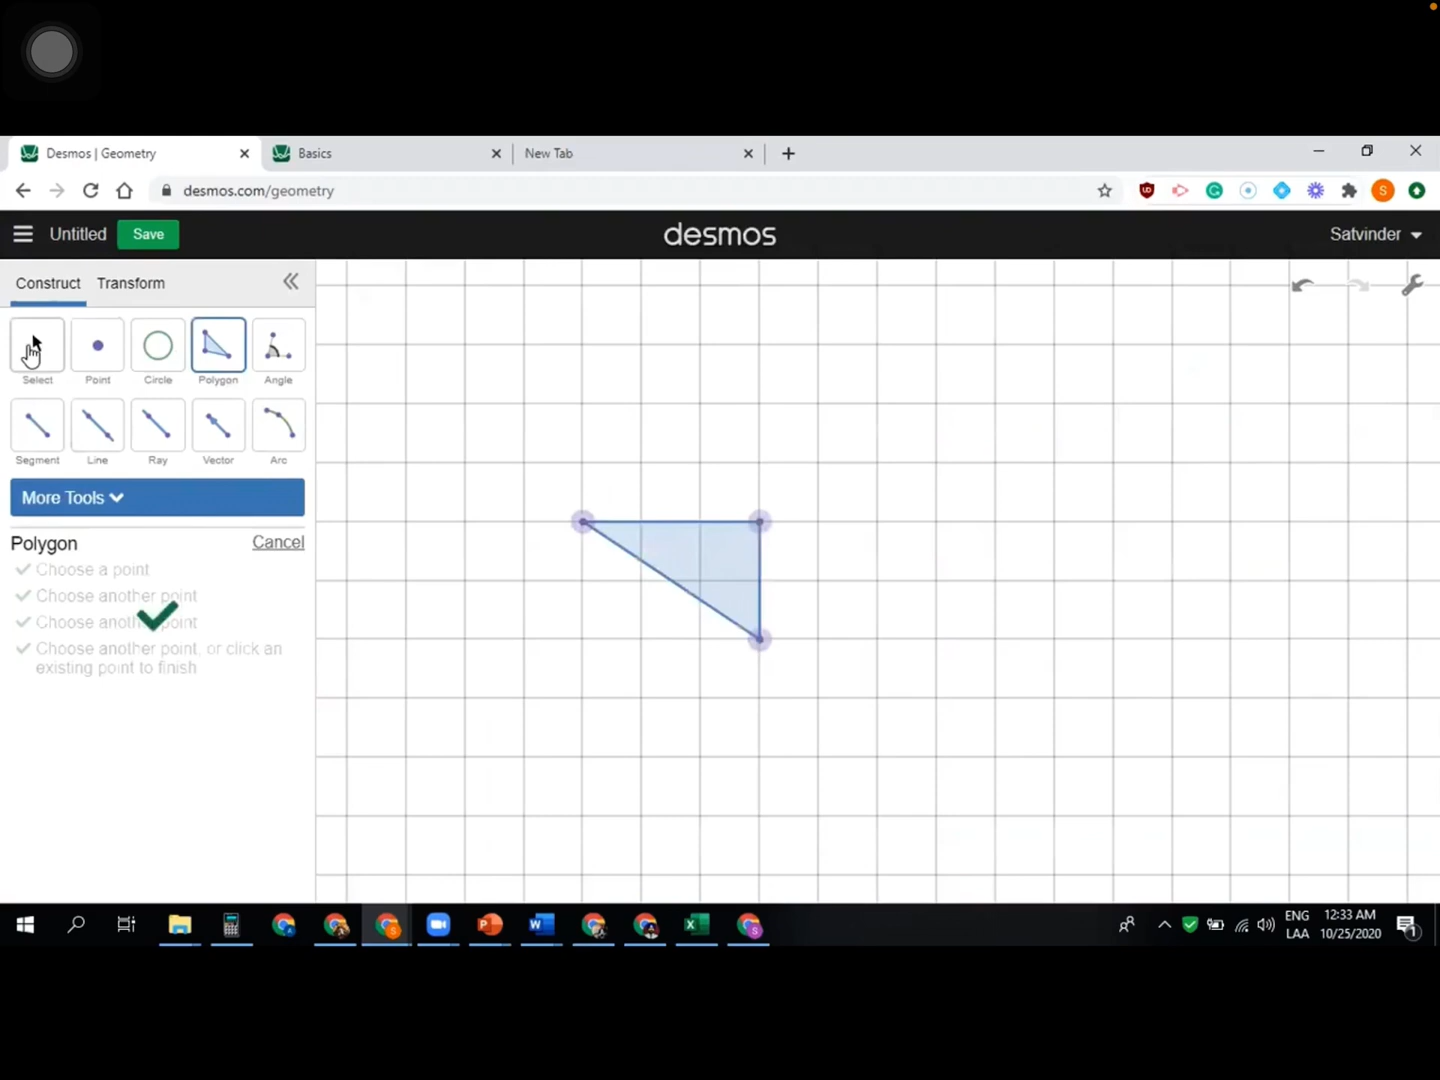 Desmos | Geometry
Basics
New Tab
desmos.com/geometry
Untitled
Save
desmos
Satvinder
Construct
Transform
Select
Point
Circle
Polygon
Angle
Segment
Line
Ray
Vector
Arc
More Tools
Polygon
Cancel
Choose a point
Choose another point
Choose another point
Choose another point, or click an
existing point to finish
ENG
LAA
12:33 AM
10/25/2020